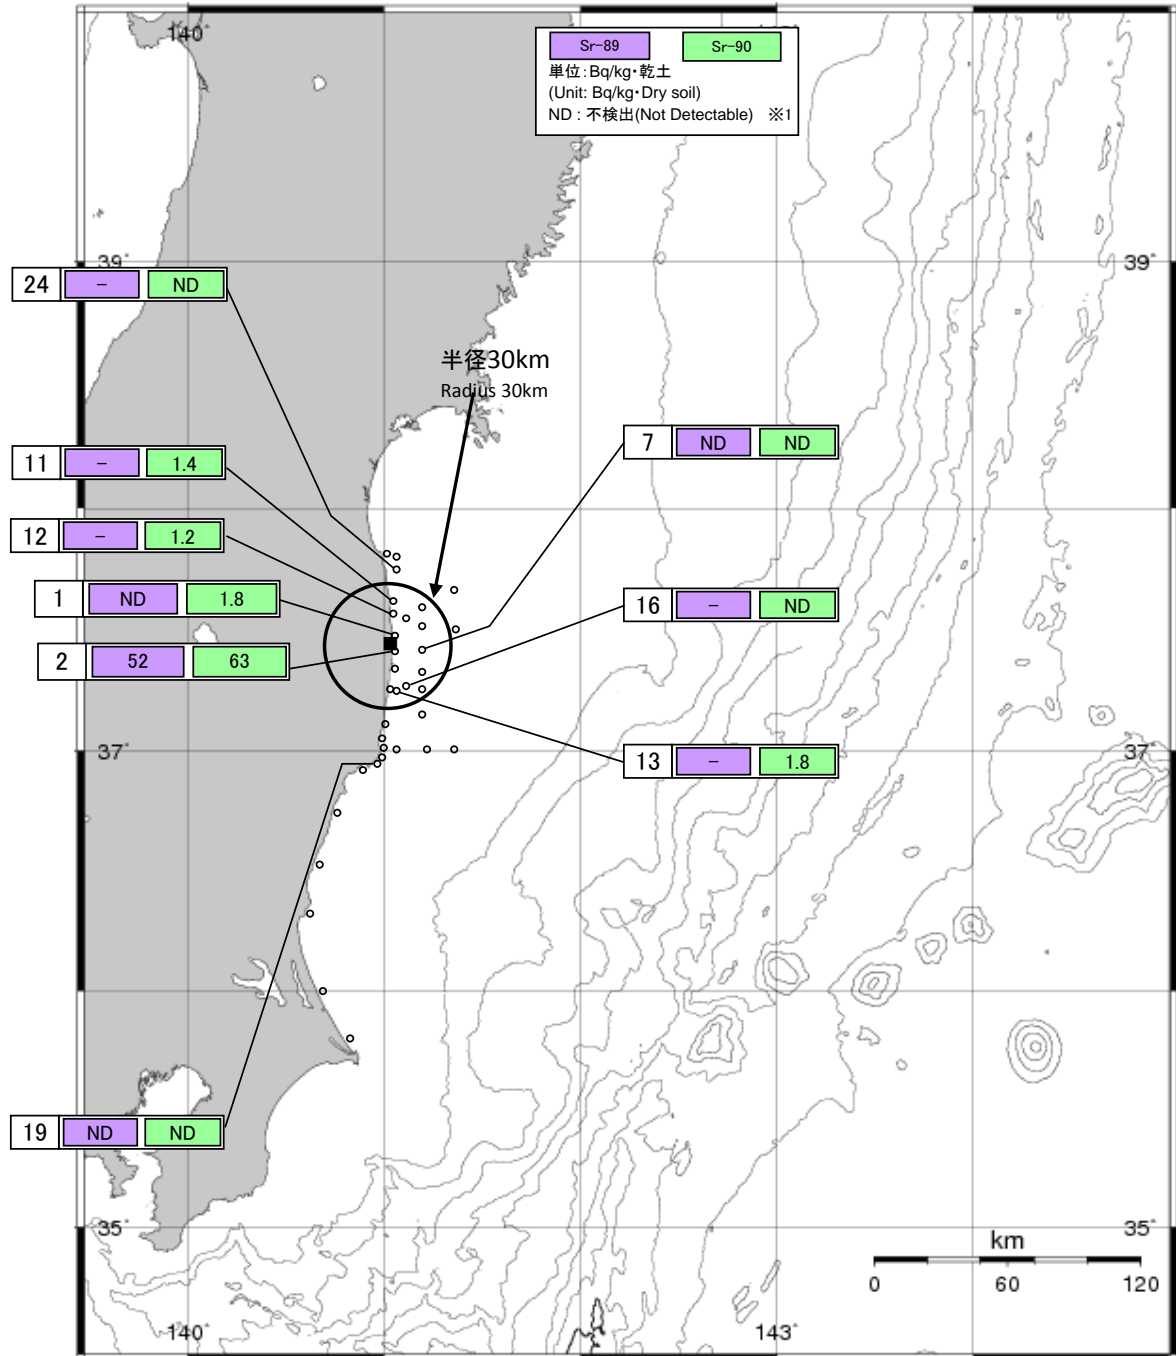 140°
Sr-89 Sr-90
単位:Bq/kg・乾土
(Unit: Bq/kg・Dry soil)
ND : 不検出(Not Detectable) ※1
39° 39°
24 - ND
半径30km
Radius 30km
7 ND ND
11 - 1.4
12 - 1.2
1 ND 1.8
16 - ND
2 52 63
37° 37°
13 - 1.8
19 ND ND
35° 35°
km
0 60 120
140° 143°